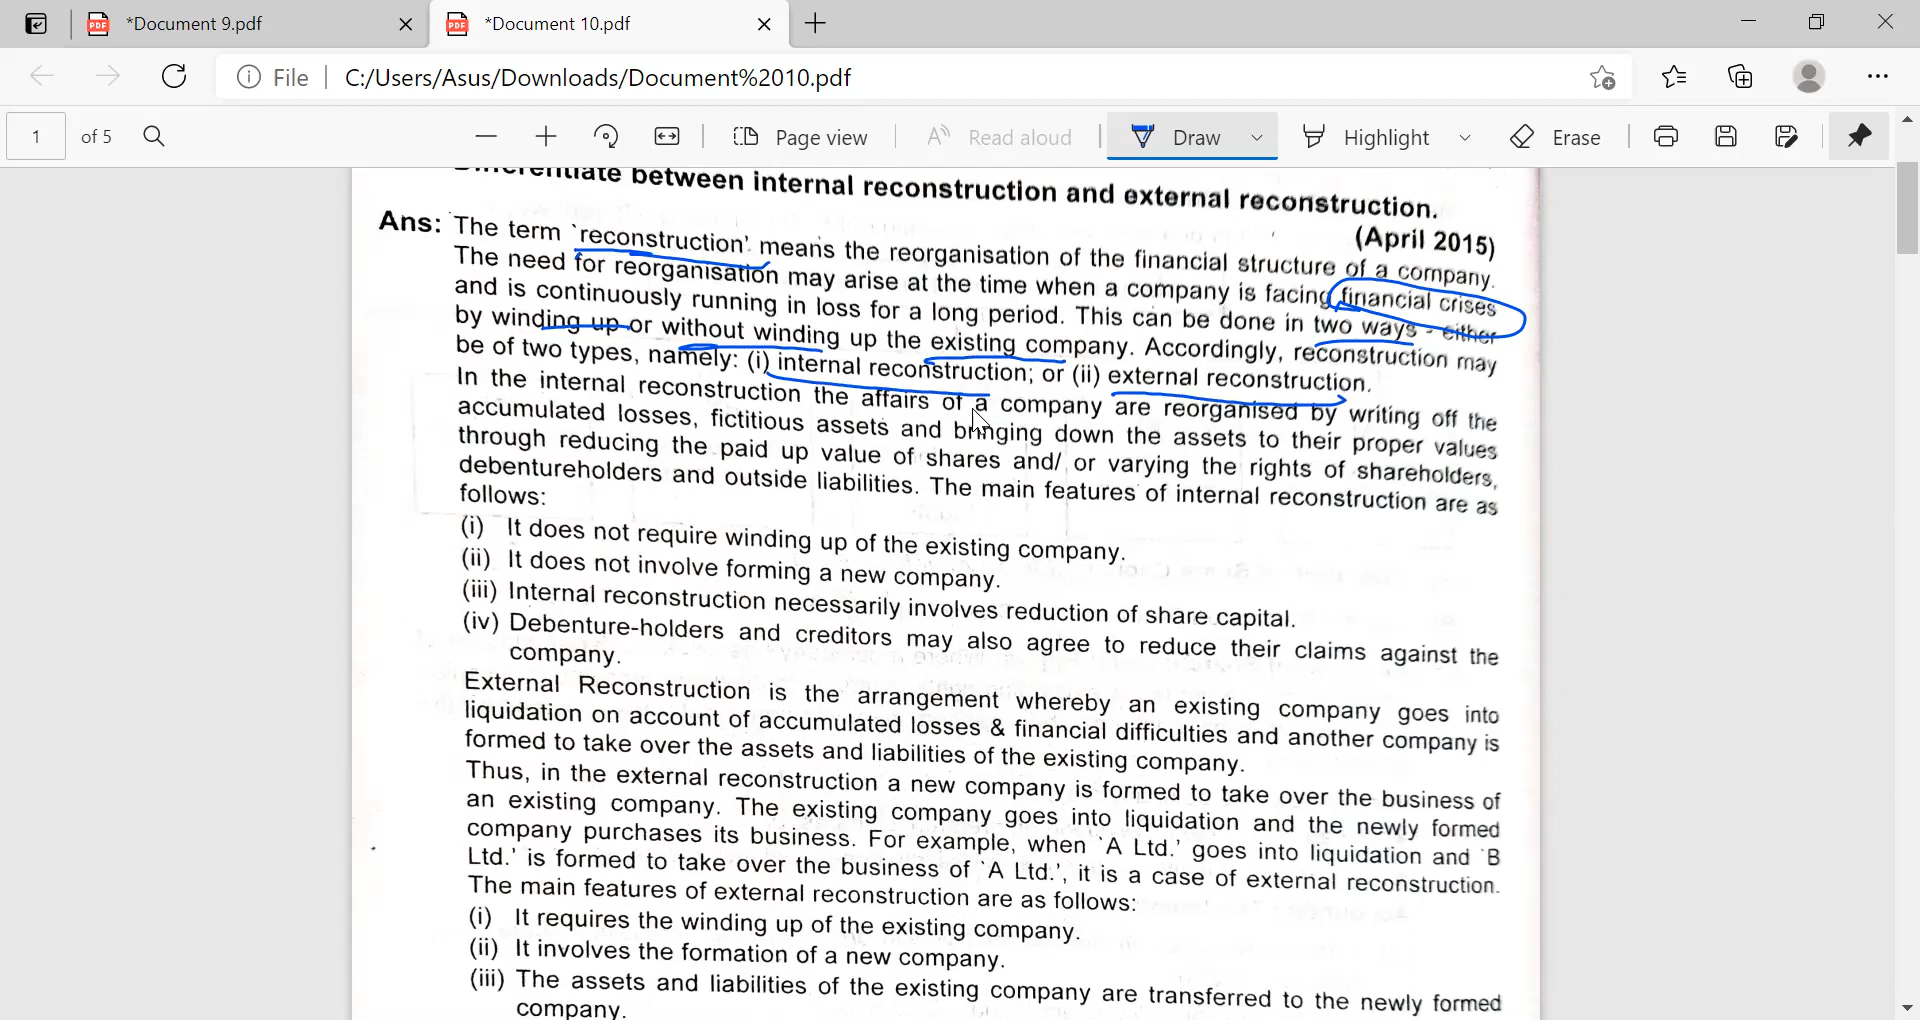 *Document 9.pdf
*Document 10.pdf
File
C:/Users/Asus/Downloads/Document%2010.pdf
1 of 5
Page view
Read aloud
Draw
Highlight
Erase
Differentiate between internal reconstruction and external reconstruction.
(April 2015)
Ans: The term `reconstruction' means the reorganisation of the financial structure of a company.
The need for reorganisation may arise at the time when a company is facing financial crises
and is continuously running in loss for a long period. This can be done in two ways - either
by winding up or without winding up the existing company. Accordingly, reconstruction may
be of two types, namely: (i) internal reconstruction; or (ii) external reconstruction.
In the internal reconstruction the affairs of a company are reorganised by writing off the
accumulated losses, fictitious assets and bringing down the assets to their proper values
through reducing the paid up value of shares and/ or varying the rights of shareholders,
debentureholders and outside liabilities. The main features of internal reconstruction are as
follows:
(i) It does not require winding up of the existing company.
(ii) It does not involve forming a new company.
(iii) Internal reconstruction necessarily involves reduction of share capital.
(iv) Debenture-holders and creditors may also agree to reduce their claims against the
company.
External Reconstruction is the arrangement whereby an existing company goes into
liquidation on account of accumulated losses & financial difficulties and another company is
formed to take over the assets and liabilities of the existing company.
Thus, in the external reconstruction a new company is formed to take over the business of
an existing company. The existing company goes into liquidation and the newly formed
company purchases its business. For example, when `A Ltd.' goes into liquidation and `B
Ltd.' is formed to take over the business of `A Ltd.', it is a case of external reconstruction.
The main features of external reconstruction are as follows:
(i) It requires the winding up of the existing company.
(ii) It involves the formation of a new company.
(iii) The assets and liabilities of the existing company are transferred to the newly formed
company.